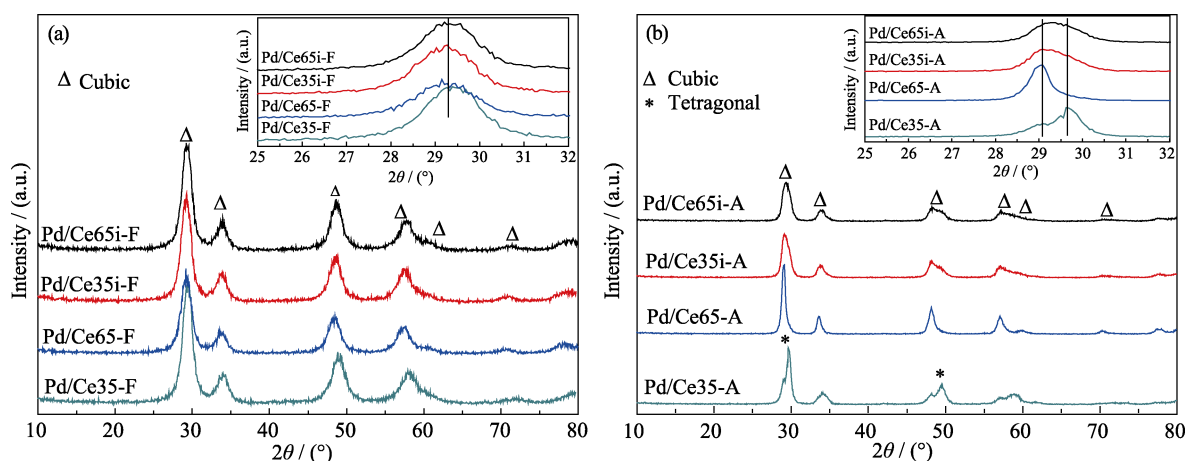 (a)
Δ Cubic
Intensity / (a.u.)
Pd/Ce65i-F
Pd/Ce35i-F
Pd/Ce65-F
Pd/Ce35-F
25 26 27 28 29 30 31 32
2θ / (°)
Δ Δ Δ Δ Δ Δ
Pd/Ce65i-F
Pd/Ce35i-F
Pd/Ce65-F
Pd/Ce35-F
Intensity / (a.u.)
10 20 30 40 50 60 70 80
2θ / (°)
(b)
Δ Cubic
* Tetragonal
Intensity / (a.u.)
Pd/Ce65i-A
Pd/Ce35i-A
Pd/Ce65-A
Pd/Ce35-A
25 26 27 28 29 30 31 32
2θ / (°)
Δ Δ Δ Δ Δ Δ
Pd/Ce65i-A
Pd/Ce35i-A
Pd/Ce65-A
* *
Pd/Ce35-A
Intensity / (a.u.)
10 20 30 40 50 60 70 80
2θ / (°)